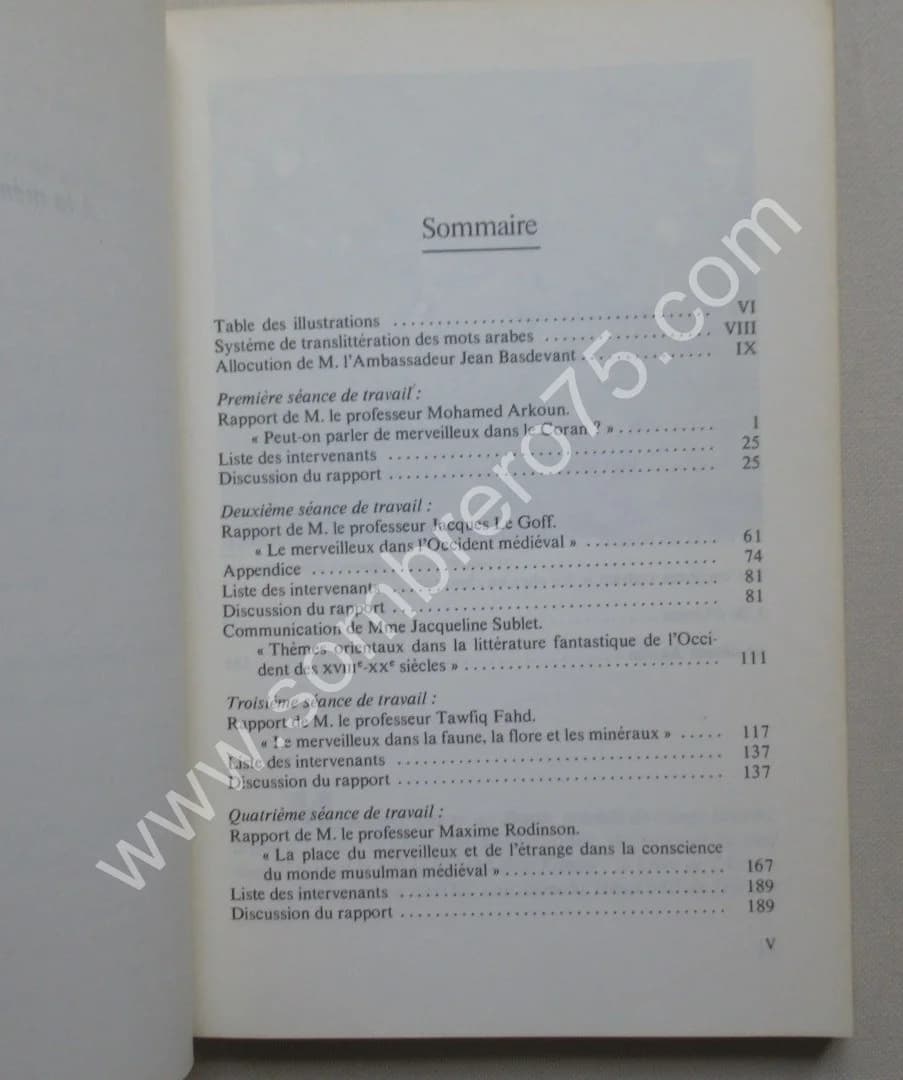 Sommaire
Table des illustrations .......... VI
Système de translittération des mots arabes .......... VIII
Allocution de M. l'Ambassadeur Jean Basdevant .......... IX
Première séance de travail :
Rapport de M. le professeur Mohamed Arkoun.
« Peut-on parler de merveilleux dans le Coran ? » .......... 1
Liste des intervenants .......... 25
Discussion du rapport .......... 25
Deuxième séance de travail :
Rapport de M. le professeur Jacques Le Goff.
« Le merveilleux dans l'Occident médiéval » .......... 61
Appendice .......... 74
Liste des intervenants .......... 81
Discussion du rapport .......... 81
Communication de Mme Jacqueline Sublet.
« Thèmes orientaux dans la littérature fantastique de l'Occi-
dent des XVIIIe-XXe siècles » .......... 111
Troisième séance de travail :
Rapport de M. le professeur Tawfiq Fahd.
« Le merveilleux dans la faune, la flore et les minéraux » ..... 117
Liste des intervenants .......... 137
Discussion du rapport .......... 137
Quatrième séance de travail :
Rapport de M. le professeur Maxime Rodinson.
« La place du merveilleux et de l'étrange dans la conscience
du monde musulman médiéval » .......... 167
Liste des intervenants .......... 189
Discussion du rapport .......... 189
V
www.sombrero75.com